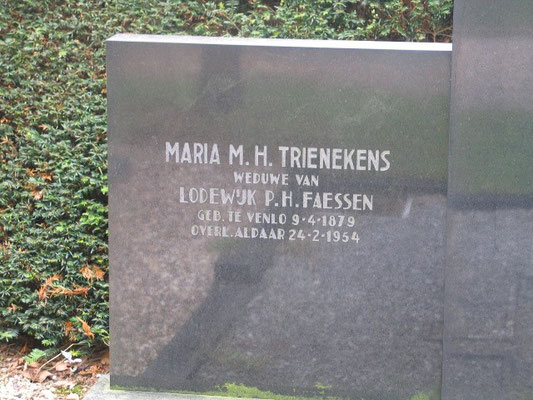 MARIA M.H. TRIENEKENS
WEDUWE VAN
LODEWIJK P.H. FAESSEN
GEB. TE VENLO 9-4-1879
OVERL. ALDAAR 24-2-1954